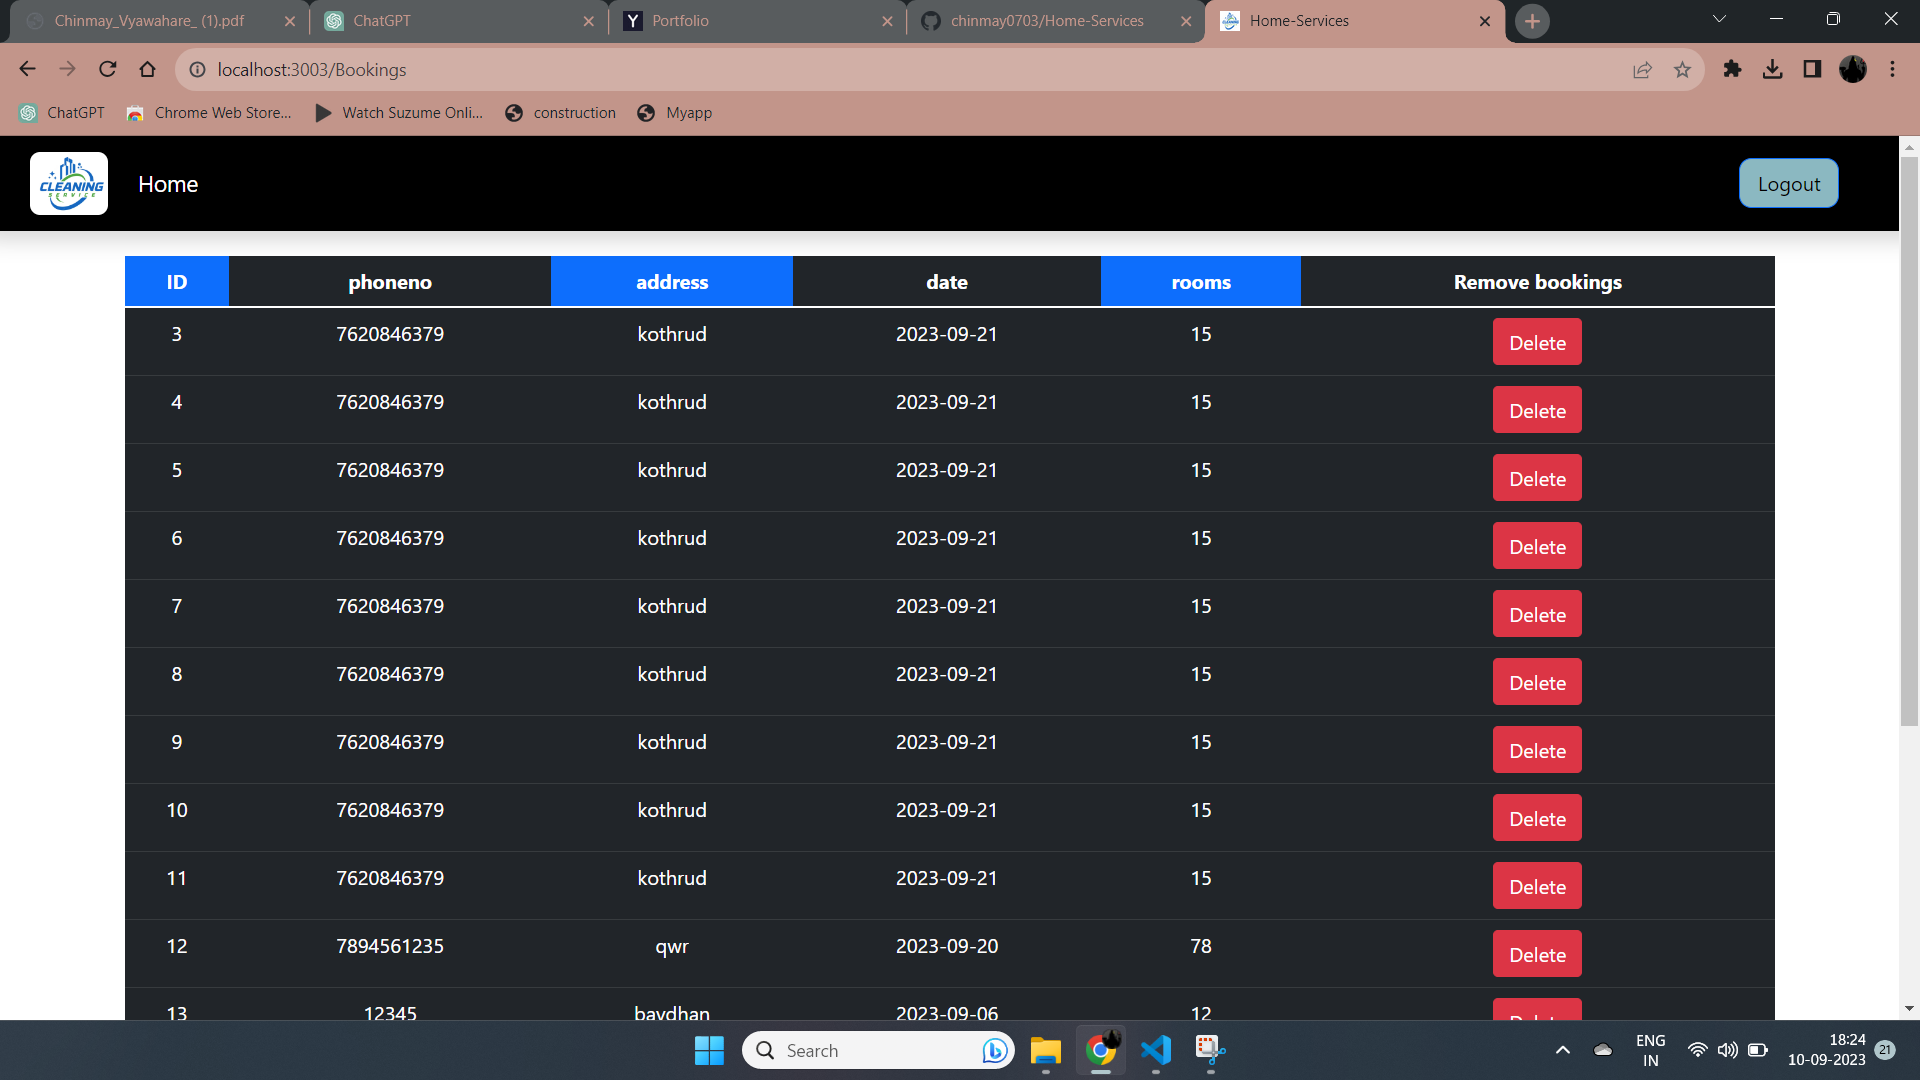 Chinmay_Vyawahare_ (1).pdf ChatGPT Portfolio chinmay0703/Home-Services Home-Services
localhost:3003/Bookings
ChatGPT Chrome Web Store... Watch Suzume Onli... construction Myapp
CLEANING
SERVICE
Home Logout
ID phoneno address date rooms Remove bookings
3 7620846379 kothrud 2023-09-21 15 Delete
4 7620846379 kothrud 2023-09-21 15 Delete
5 7620846379 kothrud 2023-09-21 15 Delete
6 7620846379 kothrud 2023-09-21 15 Delete
7 7620846379 kothrud 2023-09-21 15 Delete
8 7620846379 kothrud 2023-09-21 15 Delete
9 7620846379 kothrud 2023-09-21 15 Delete
10 7620846379 kothrud 2023-09-21 15 Delete
11 7620846379 kothrud 2023-09-21 15 Delete
12 7894561235 qwr 2023-09-20 78 Delete
13 12345 bavdhan 2023-09-06 12 Delete
Search ENG 18:24
IN 10-09-2023 21